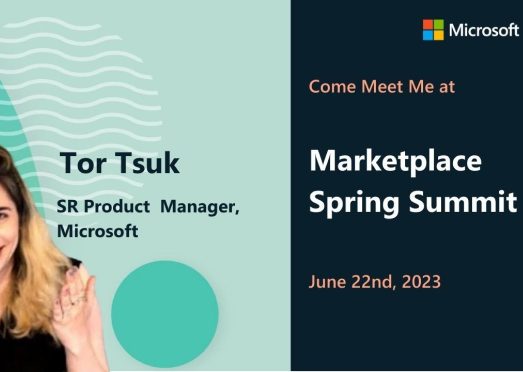 Tor Tsuk
SR Product Manager,
Microsoft
Microsoft
Come Meet Me at
Marketplace
Spring Summit
June 22nd, 2023